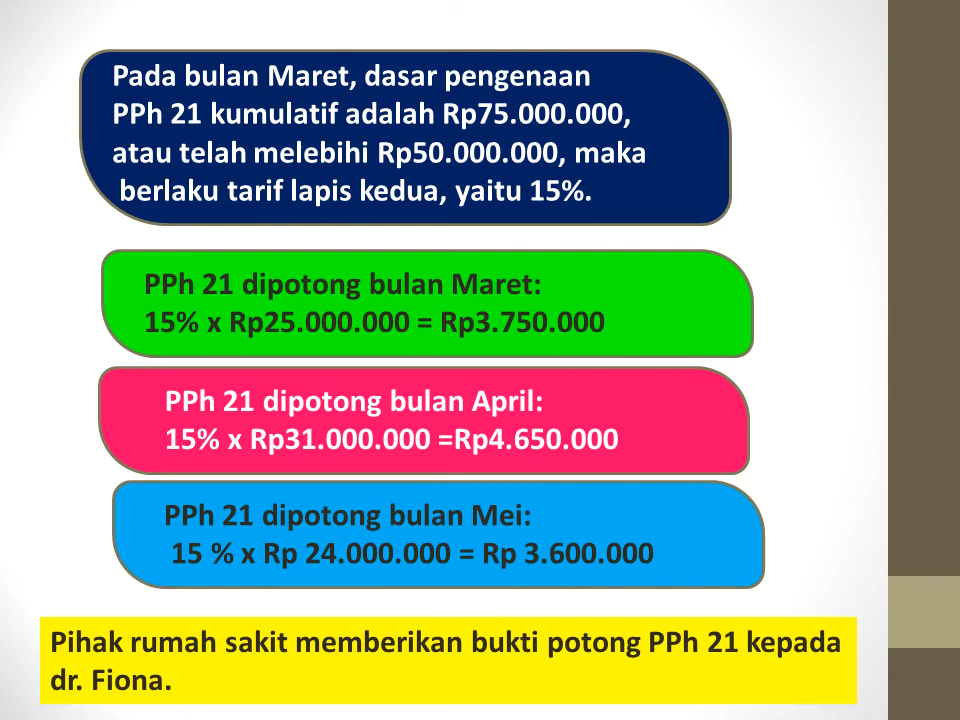 Pada bulan Maret, dasar pengenaan
PPh 21 kumulatif adalah Rp75.000.000,
atau telah melebihi Rp50.000.000, maka
berlaku tarif lapis kedua, yaitu 15%.
PPh 21 dipotong bulan Maret:
15% x Rp25.000.000 = Rp3.750.000
PPh 21 dipotong bulan April:
15% x Rp31.000.000 =Rp4.650.000
PPh 21 dipotong bulan Mei:
15 % x Rp 24.000.000 = Rp 3.600.000
Pihak rumah sakit memberikan bukti potong PPh 21 kepada
dr. Fiona.